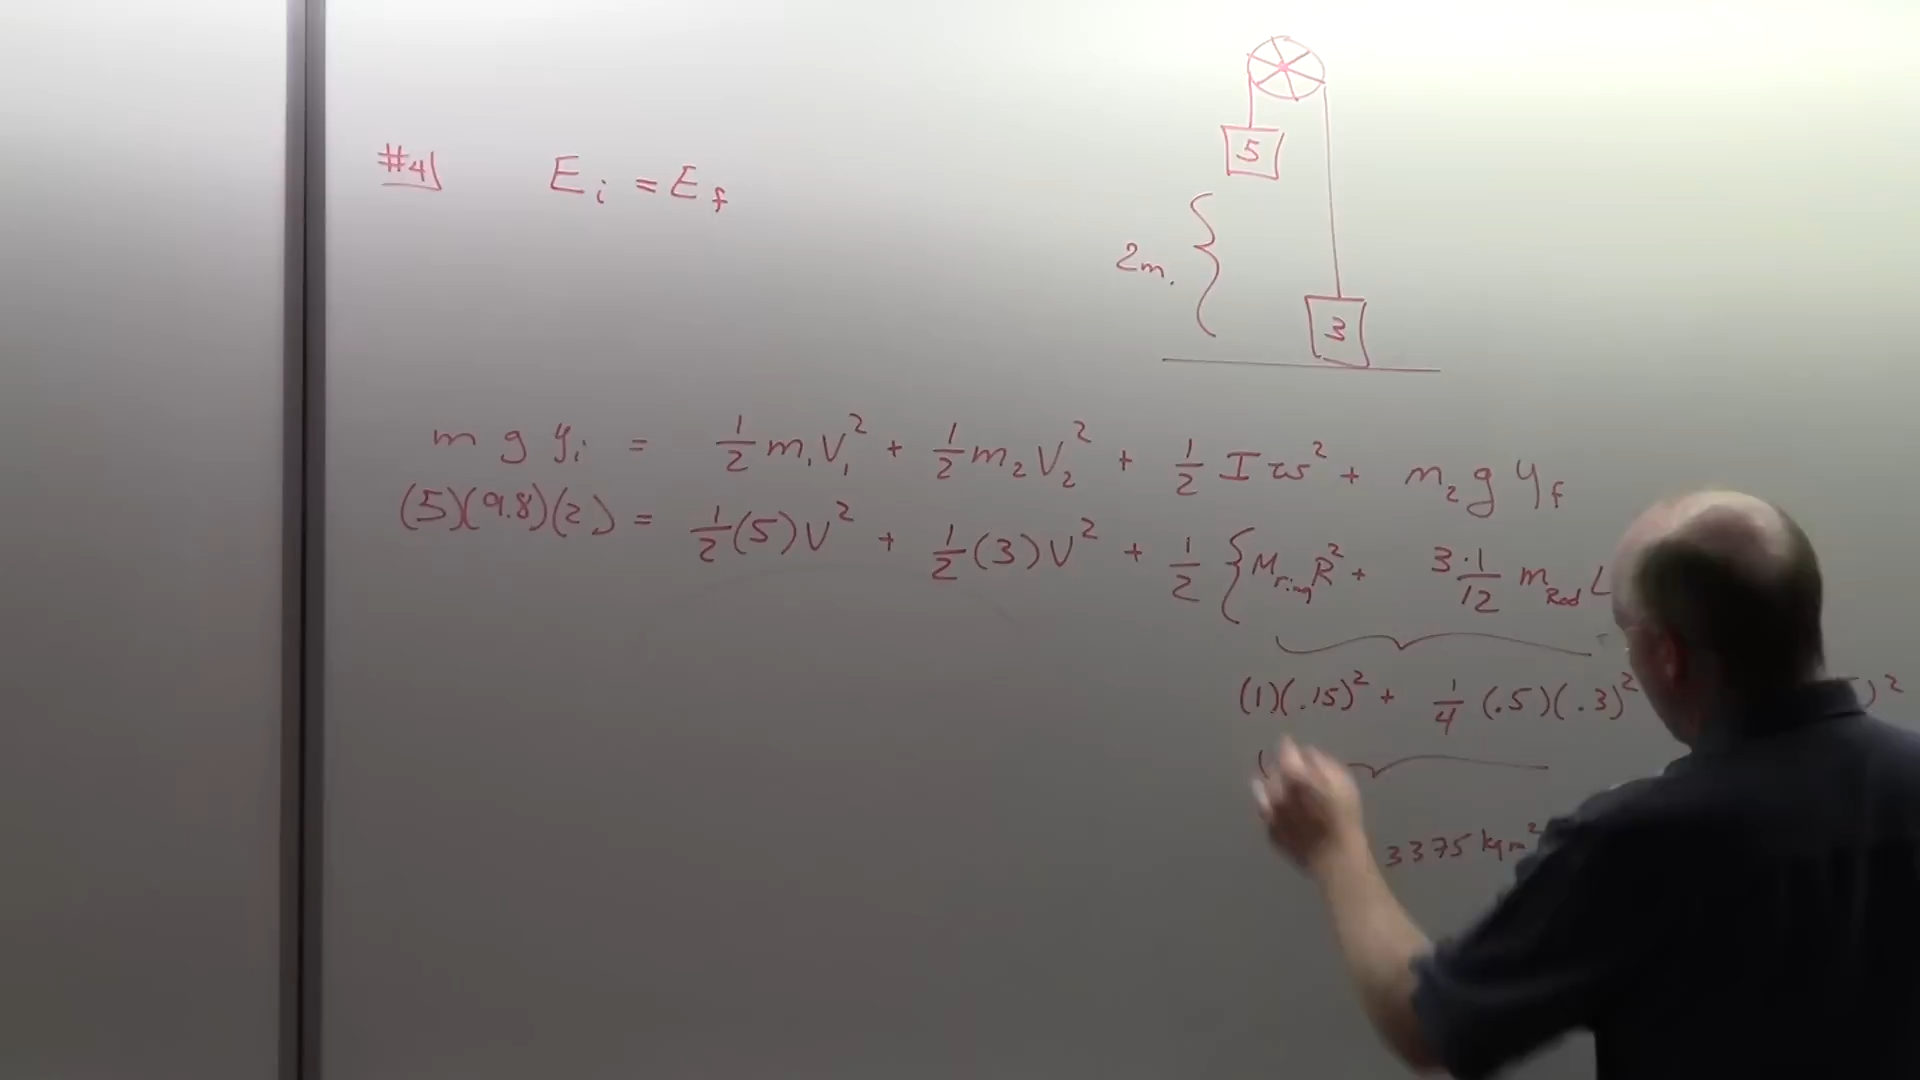 #4
E_i = E_f
5
2m.
3
m g y_i = 1/2 m_1 V_1^2 + 1/2 m_2 V_2^2 + 1/2 I ω^2 + m_2 g y_f
(5)(9.8)(2) = 1/2 (5) V^2 + 1/2 (3) V^2 + 1/2 { M_ring R^2 + 3·1/12 m_Rod L
(1)(.15)^2 + 1/4 (.5)(.3)^2 )^2
3375 kgm^2